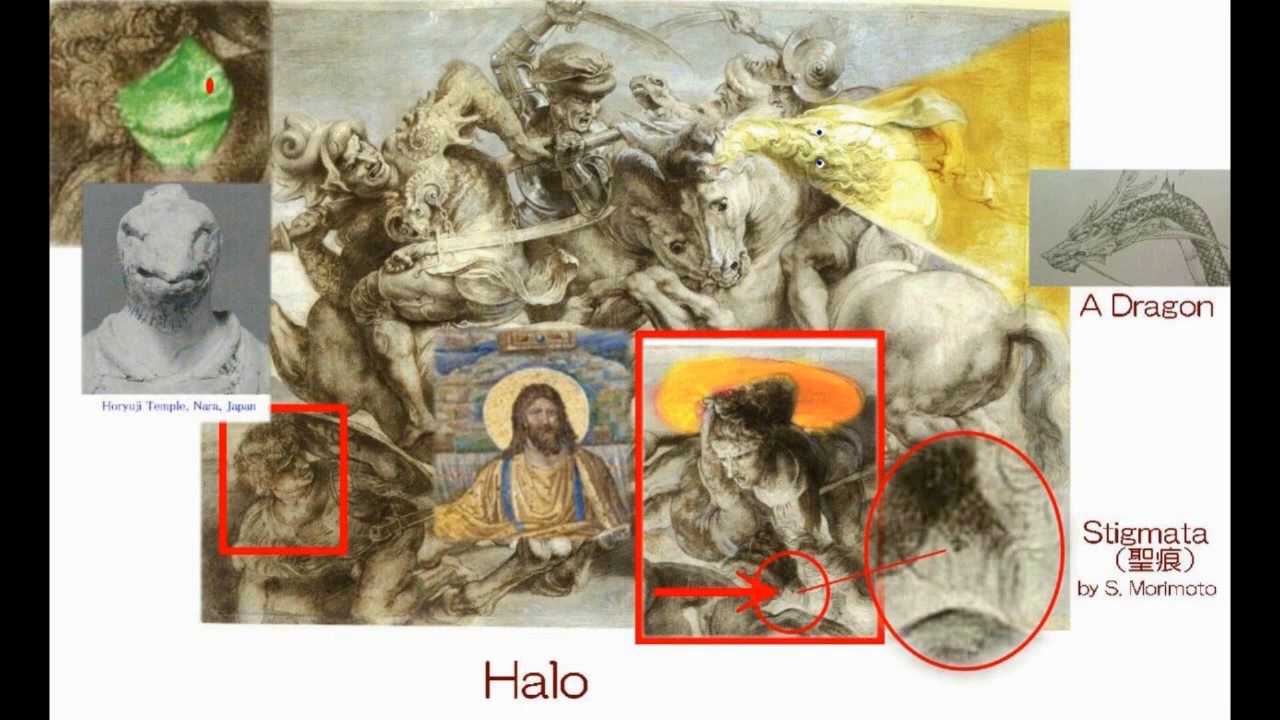 A Dragon
Horyuji Temple, Nara, Japan
Stigmata
(聖痕)
by S. Morimoto
Halo